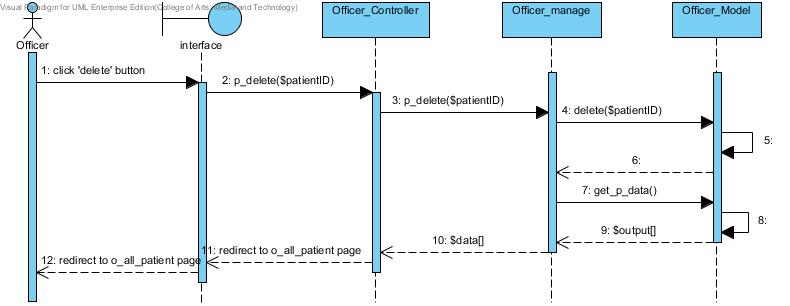 Visual Paradigm for UML Enterprise Edition(College of Arts, Media and Technology)
Officer
interface
Officer_Controller
Officer_manage
Officer_Model
1: click 'delete' button
2: p_delete($patientID)
3: p_delete($patientID)
4: delete($patientID)
5:
6:
7: get_p_data()
8:
9: $output[]
10: $data[]
11: redirect to o_all_patient page
12: redirect to o_all_patient page